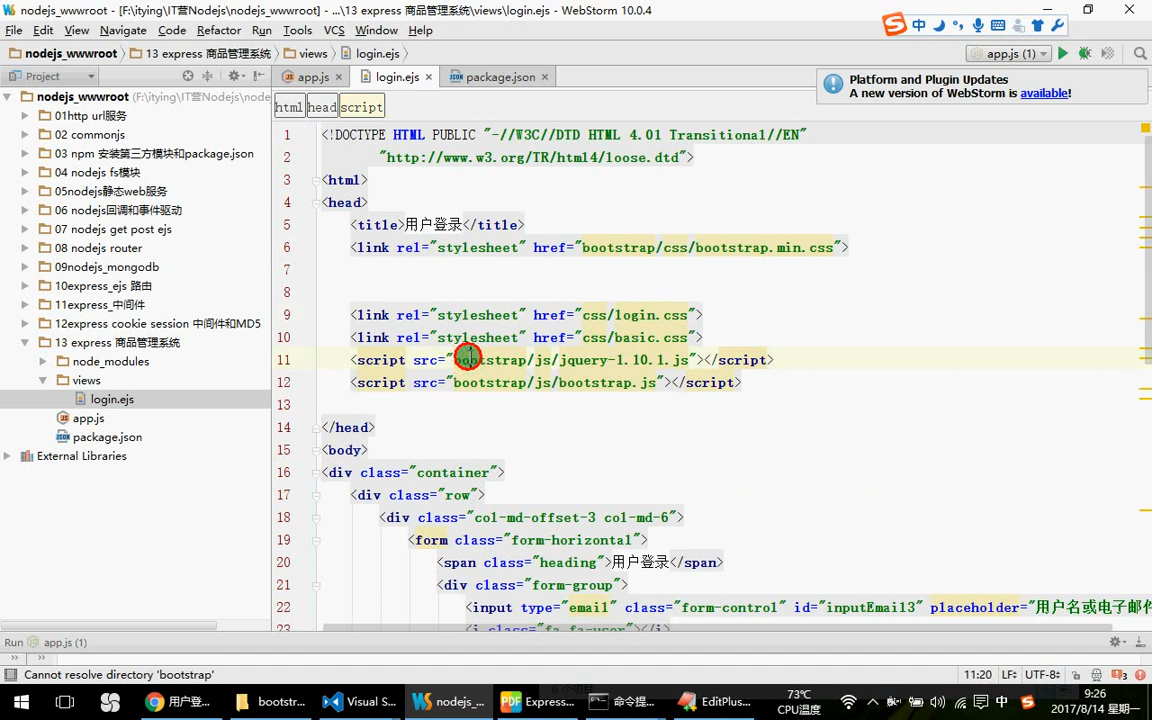 nodejs_wwwroot - [F:\itying\IT营Nodejs\nodejs_wwwroot] - ...\13 express 商品管理系统\views\login.ejs - WebStorm 10.0.4
File Edit View Navigate Code Refactor Run Tools VCS Window Help
中
nodejs_wwwroot 13 express 商品管理系统 views login.ejs
app.js (1)
Project
app.js login.ejs package.json
Platform and Plugin Updates
A new version of WebStorm is available!
nodejs_wwwroot (F:\itying\IT营Nodejs\node
01http url服务
02 commonjs
03 npm 安装第三方模块和package.json
04 nodejs fs模块
05nodejs静态web服务
06 nodejs回调和事件驱动
07 nodejs get post ejs
08 nodejs router
09nodejs_mongodb
10express_ejs 路由
11express_中间件
12express cookie session 中间件和MD5
13 express 商品管理系统
node_modules
views
login.ejs
app.js
package.json
External Libraries
html head script
1 <!DOCTYPE HTML PUBLIC "-//W3C//DTD HTML 4.01 Transitional//EN"
2 "http://www.w3.org/TR/html4/loose.dtd">
3 <html>
4 <head>
5 <title>用户登录</title>
6 <link rel="stylesheet" href="bootstrap/css/bootstrap.min.css">
7
8
9 <link rel="stylesheet" href="css/login.css">
10 <link rel="stylesheet" href="css/basic.css">
11 <script src="bootstrap/js/jquery-1.10.1.js"></script>
12 <script src="bootstrap/js/bootstrap.js"></script>
13
14 </head>
15 <body>
16 <div class="container">
17 <div class="row">
18 <div class="col-md-offset-3 col-md-6">
19 <form class="form-horizontal">
20 <span class="heading">用户登录</span>
21 <div class="form-group">
22 <input type="email" class="form-control" id="inputEmail3" placeholder="用户名或电子邮件
23 <i class="fa fa-user"></i>
Run app.js (1)
Cannot resolve directory 'bootstrap'
11:20 LF÷ UTF-8÷
用户登... bootstr... Visual S... nodejs_... Express... 命令提... EditPlus...
73℃
CPU温度
中
9:26
2017/8/14 星期一